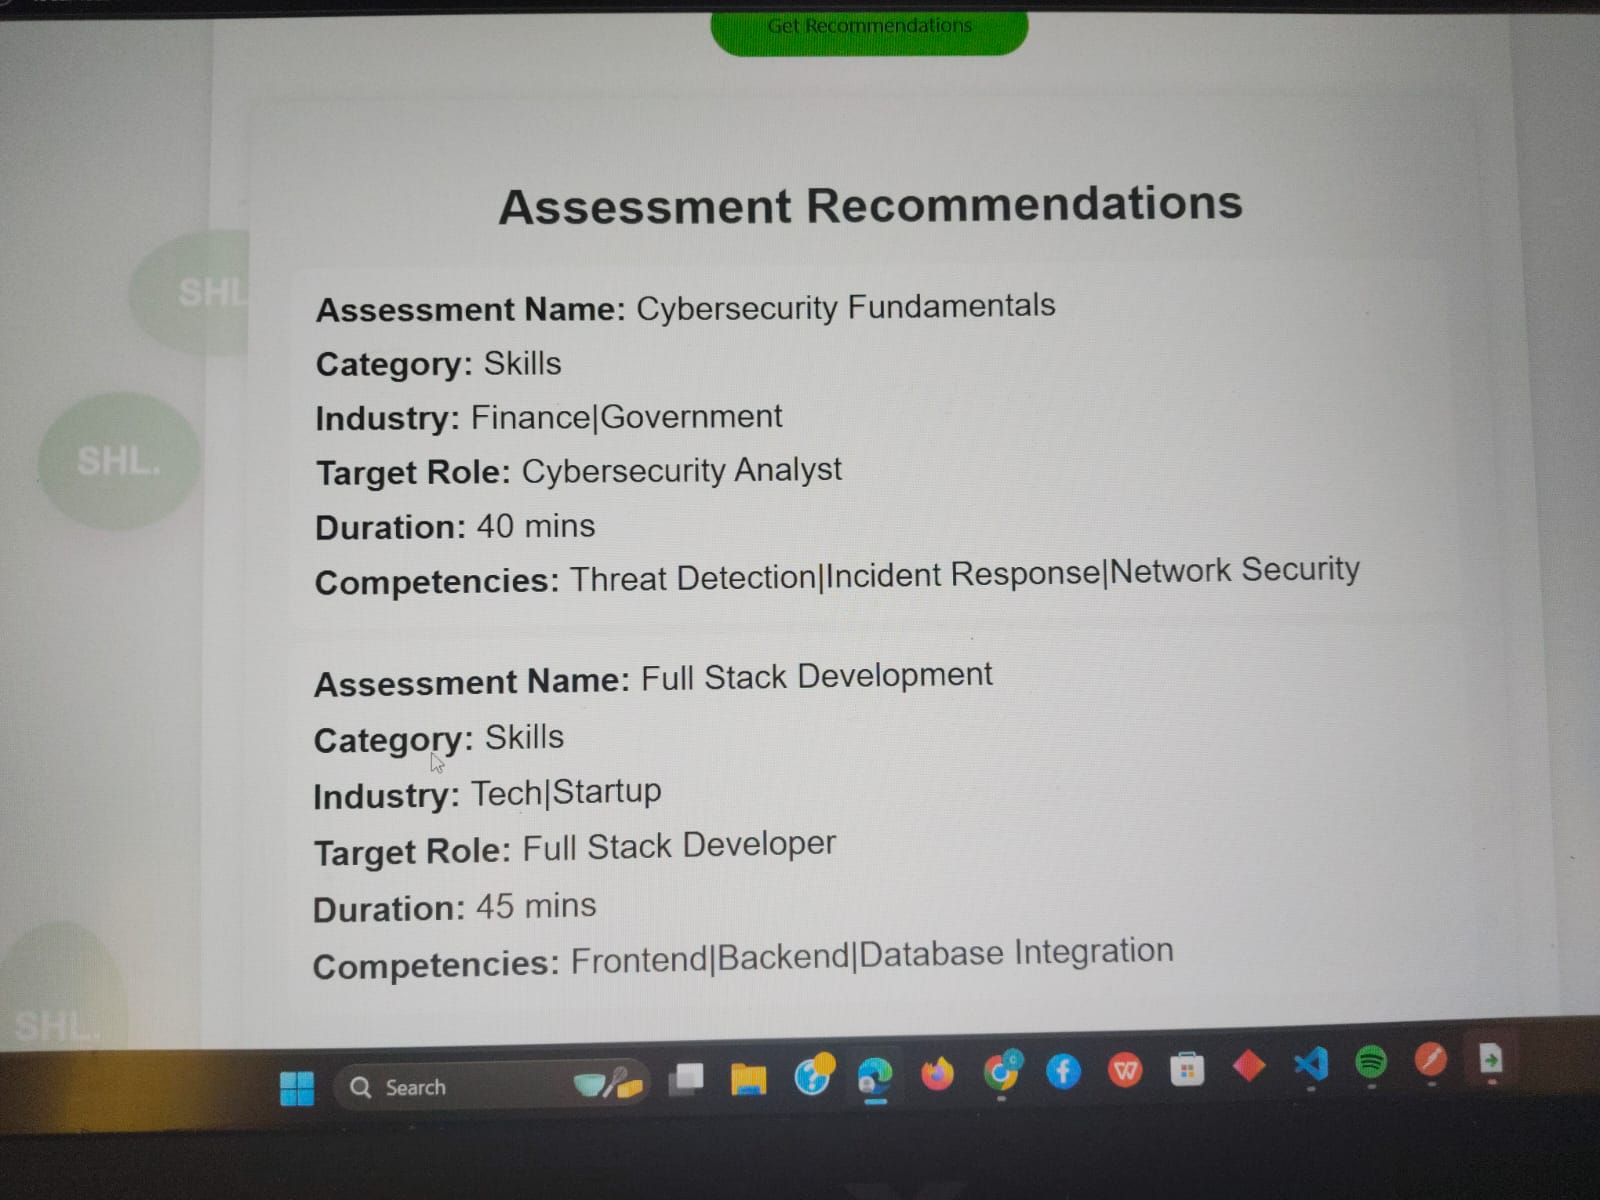 Get Recommendations
Assessment Recommendations
SHL
Assessment Name: Cybersecurity Fundamentals
Category: Skills
Industry: Finance|Government
SHL.
Target Role: Cybersecurity Analyst
Duration: 40 mins
Competencies: Threat Detection|Incident Response|Network Security
Assessment Name: Full Stack Development
Category: Skills
Industry: Tech|Startup
Target Role: Full Stack Developer
Duration: 45 mins
Competencies: Frontend|Backend|Database Integration
SHL.
Search